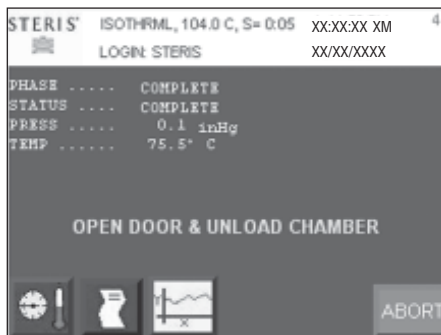 STERIS® ISOTHRML, 104.0 C, S= 0:05 XX:XX:XX XM 4
LOGIN: STERIS XX/XX/XXXX
PHASE ..... COMPLETE
STATUS .... COMPLETE
PRESS ..... 0.1 inHg
TEMP ...... 75.5° C
OPEN DOOR & UNLOAD CHAMBER
Y
X
ABORT